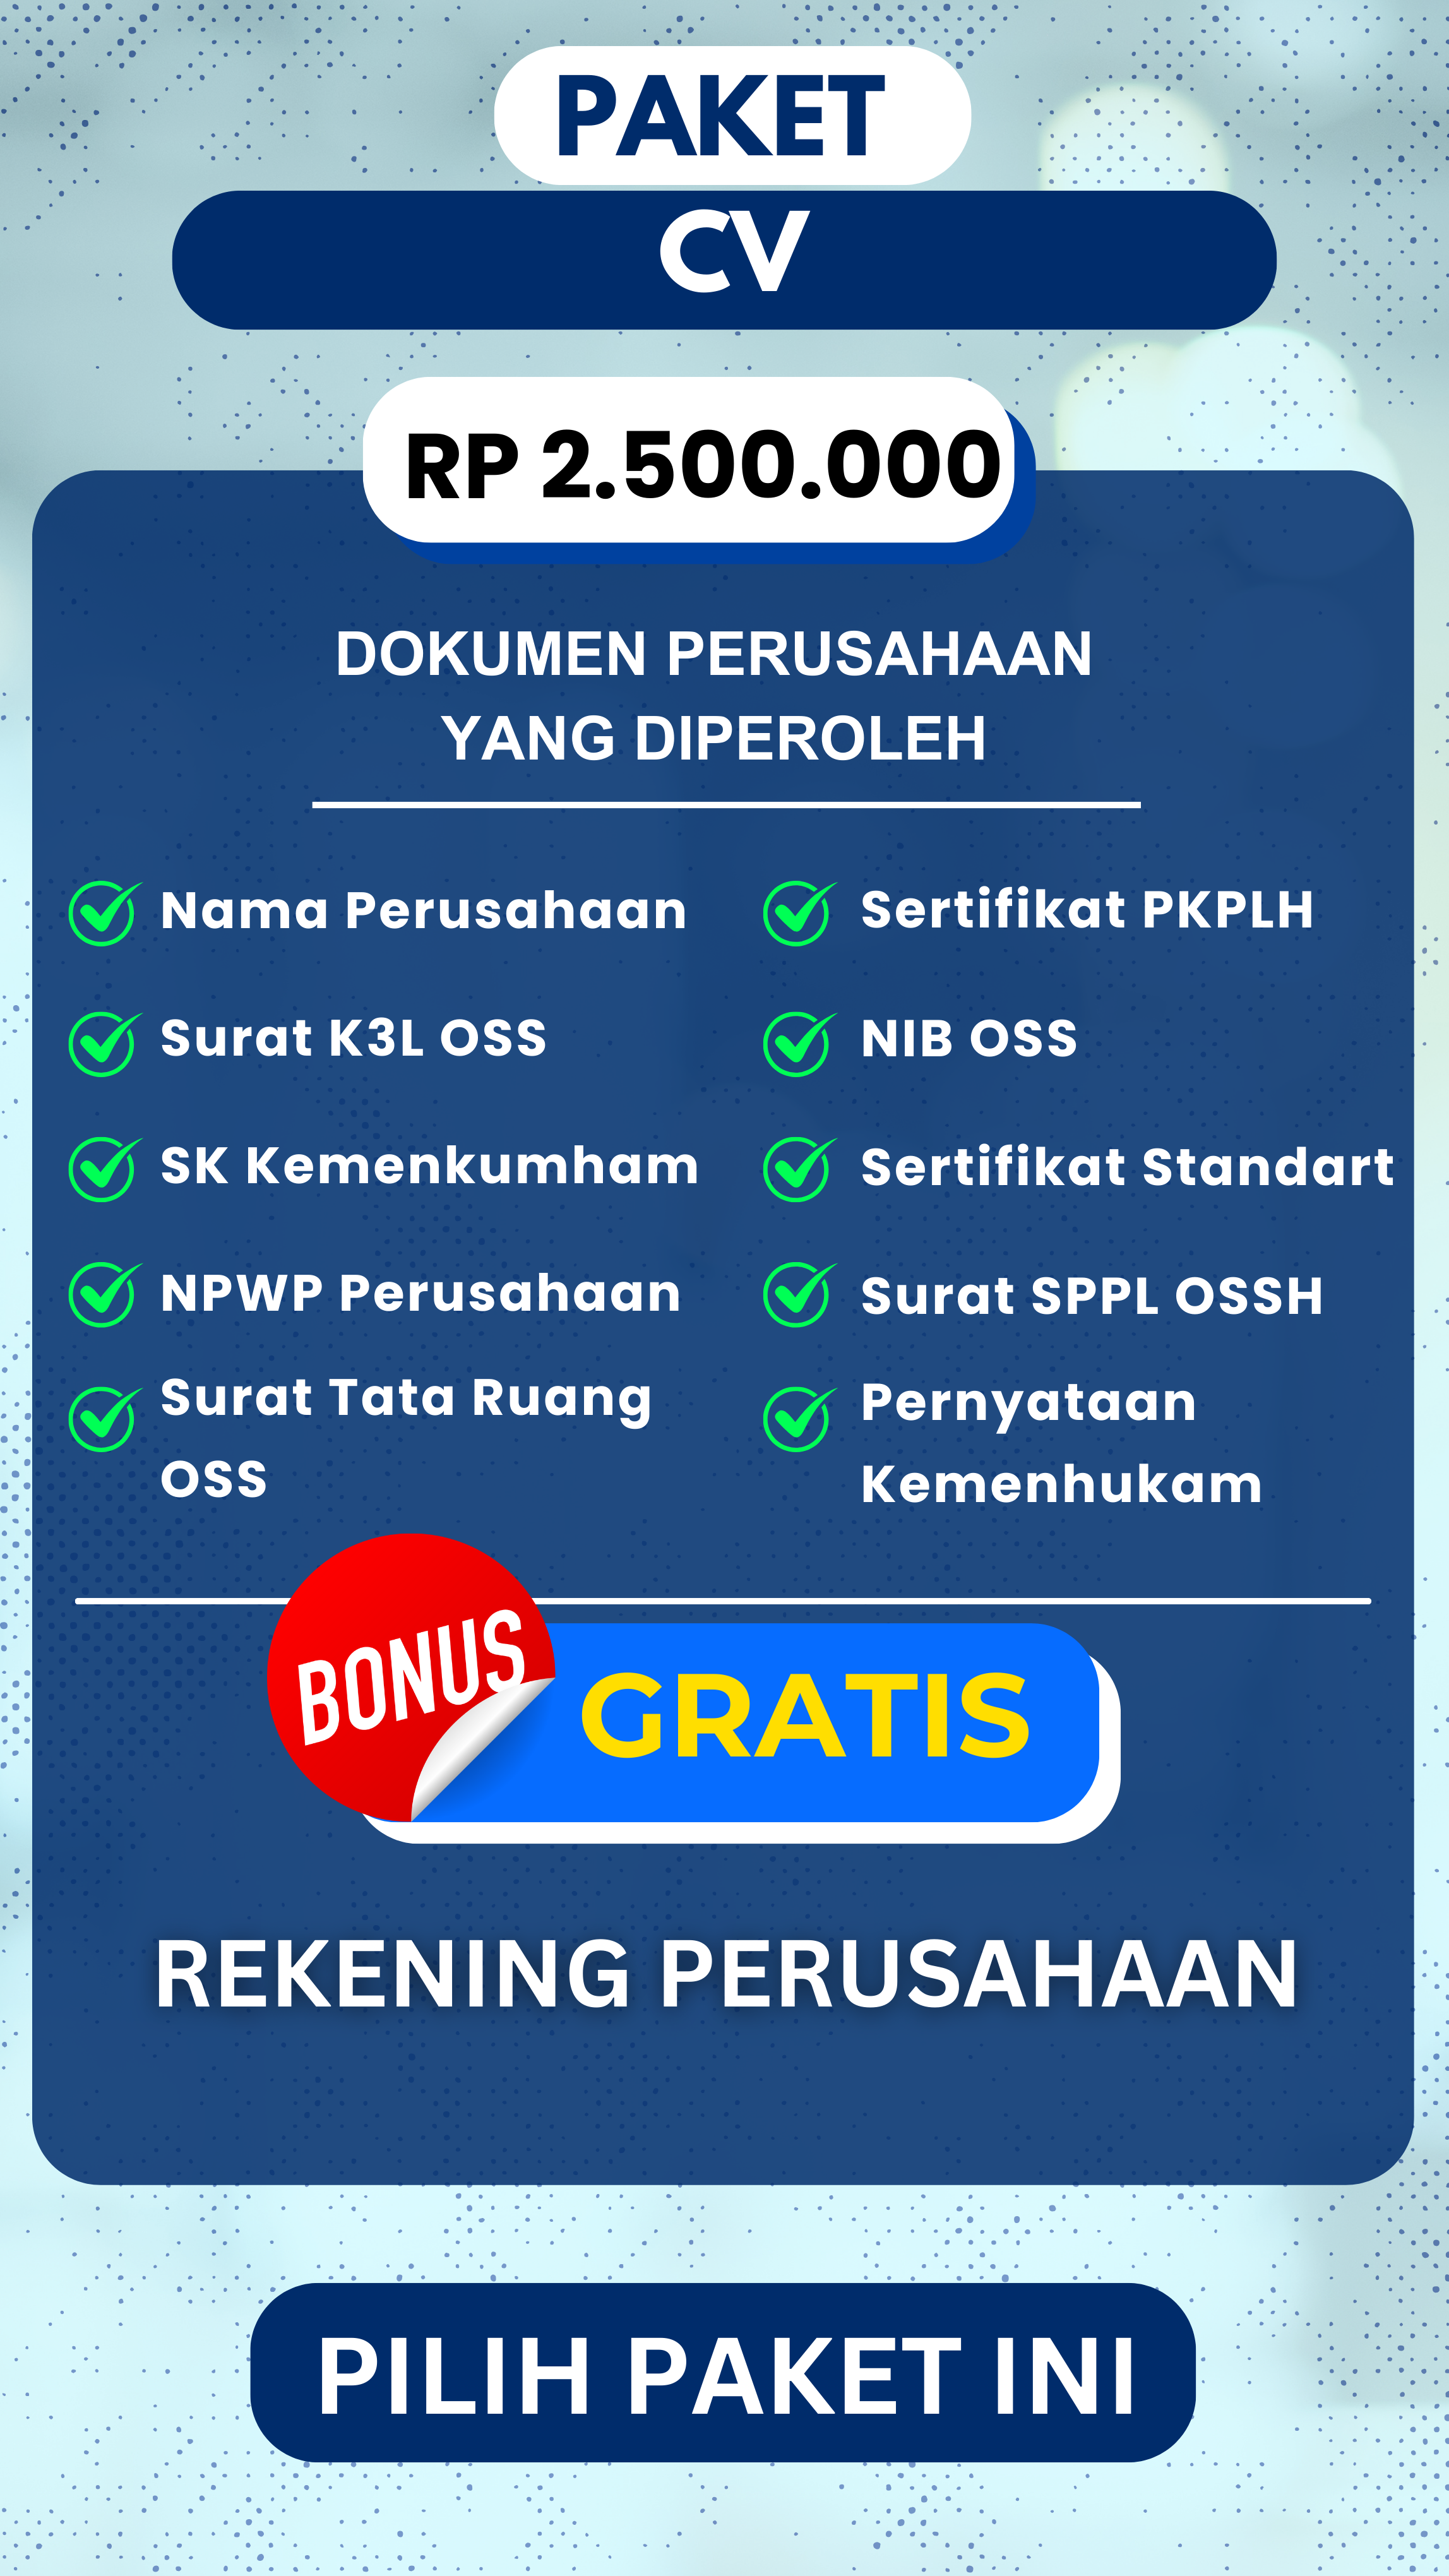 PAKET
CV
RP 2.500.000
DOKUMEN PERUSAHAAN
YANG DIPEROLEH
Nama Perusahaan
Surat K3L OSS
SK Kemenkumham
NPWP Perusahaan
Surat Tata Ruang
OSS
Sertifikat PKPLH
NIB OSS
Sertifikat Standart
Surat SPPL OSSH
Pernyataan
Kemenhukam
BONUS
GRATIS
REKENING PERUSAHAAN
PILIH PAKET INI